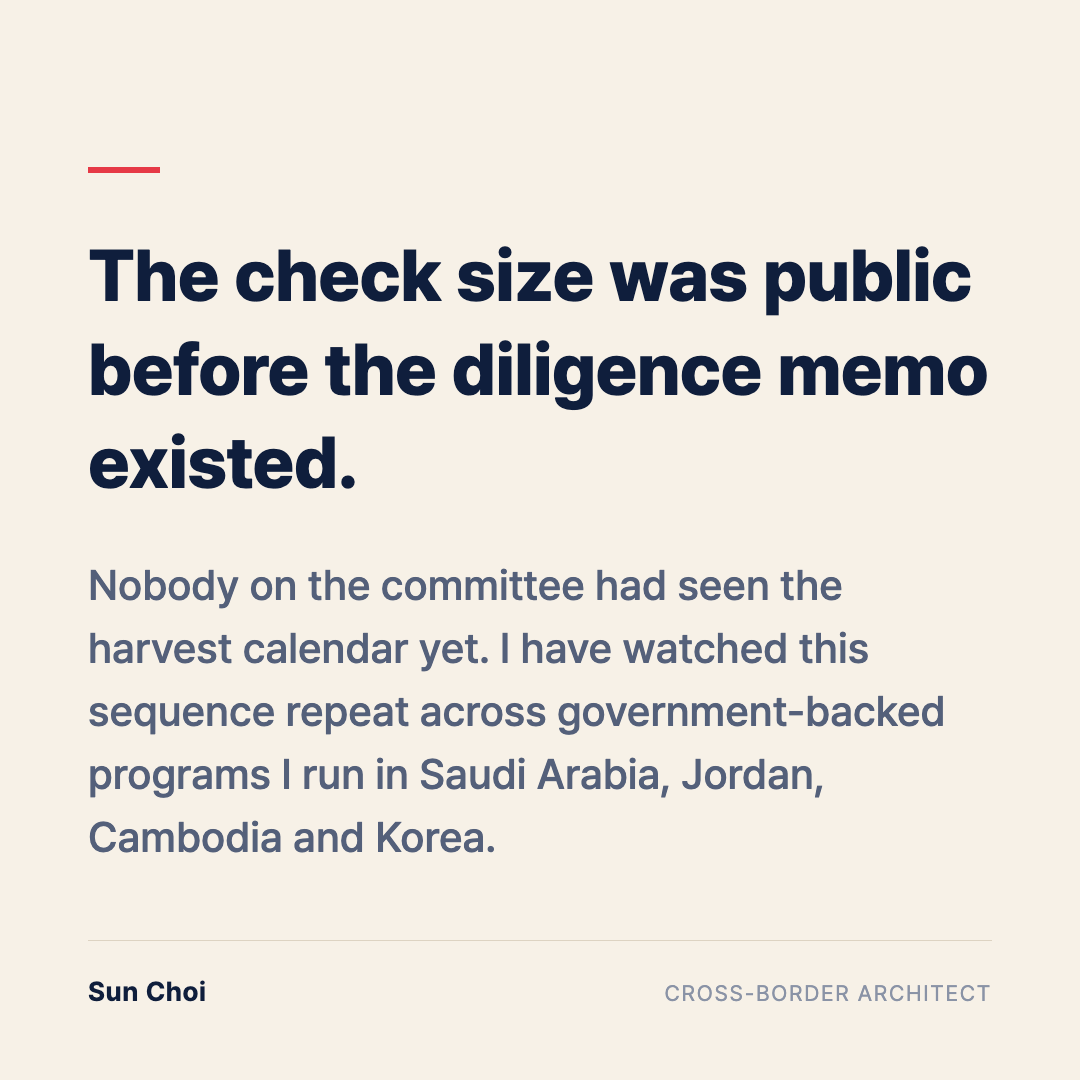 The check size was public
before the diligence memo
existed.
Nobody on the committee had seen the
harvest calendar yet. I have watched this
sequence repeat across government-backed
programs I run in Saudi Arabia, Jordan,
Cambodia and Korea.
Sun Choi
CROSS-BORDER ARCHITECT